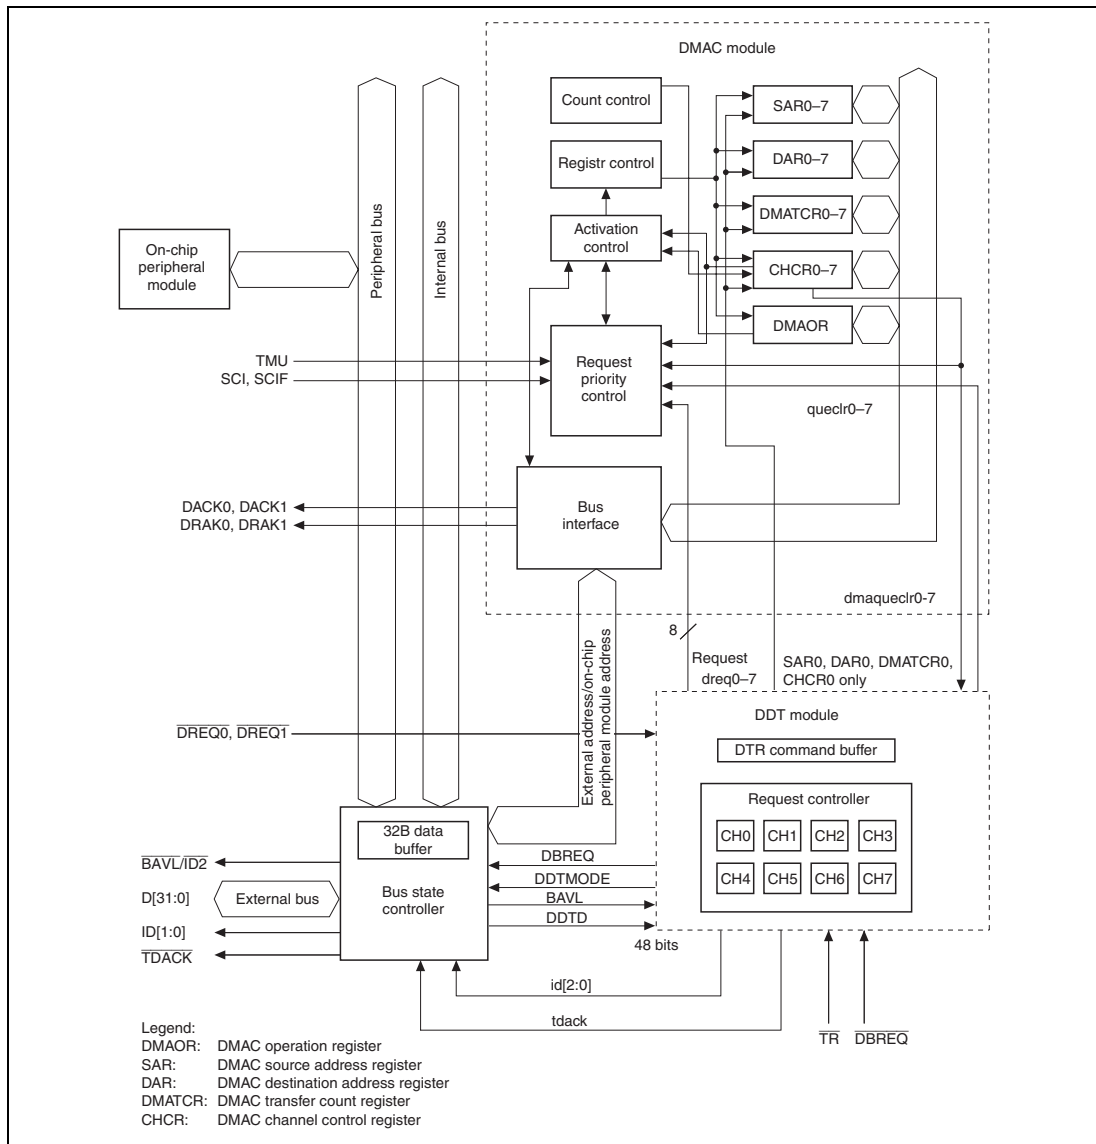 DMAC module
Count control
SAR0–7
Registr control
DAR0–7
DMATCR0–7
Activation
control
CHCR0–7
On-chip
peripheral
module
Peripheral bus
Internal bus
DMAOR
TMU
SCI, SCIF
Request
priority
control
queclr0–7
DACK0, DACK1
DRAK0, DRAK1
Bus
interface
dmaqueclr0-7
External address/on-chip
peripheral module address
8
Request
dreq0–7
SAR0, DAR0, DMATCR0,
CHCR0 only
DDT module
DREQ0, DREQ1
DTR command buffer
Request controller
CH0 CH1 CH2 CH3
CH4 CH5 CH6 CH7
32B data
buffer
Bus state
controller
BAVL/ID2
D[31:0]
External bus
ID[1:0]
TDACK
DBREQ
DDTMODE
BAVL
DDTD
48 bits
id[2:0]
tdack
TR
DBREQ
Legend:
DMAOR: DMAC operation register
SAR: DMAC source address register
DAR: DMAC destination address register
DMATCR: DMAC transfer count register
CHCR: DMAC channel control register